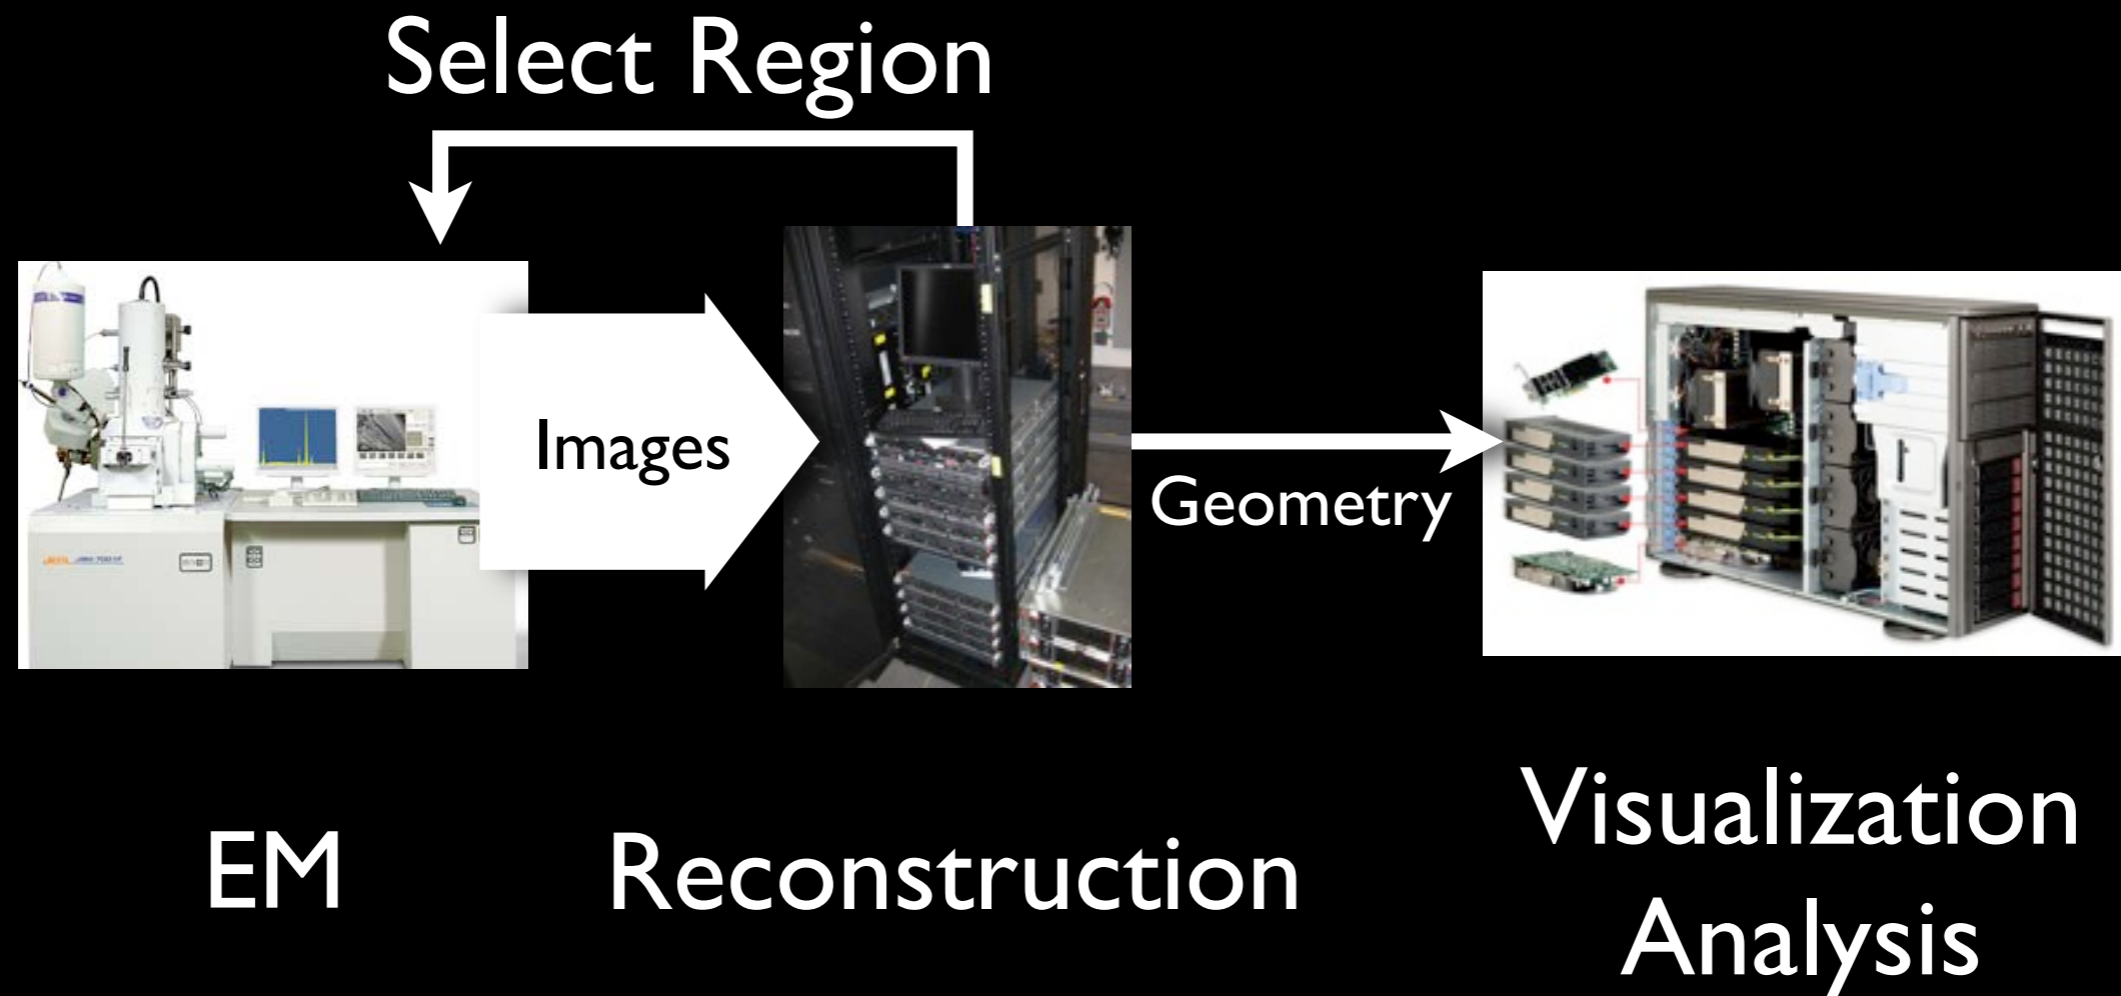 Select Region
Images
Geometry
EM
Reconstruction
Visualization
Analysis